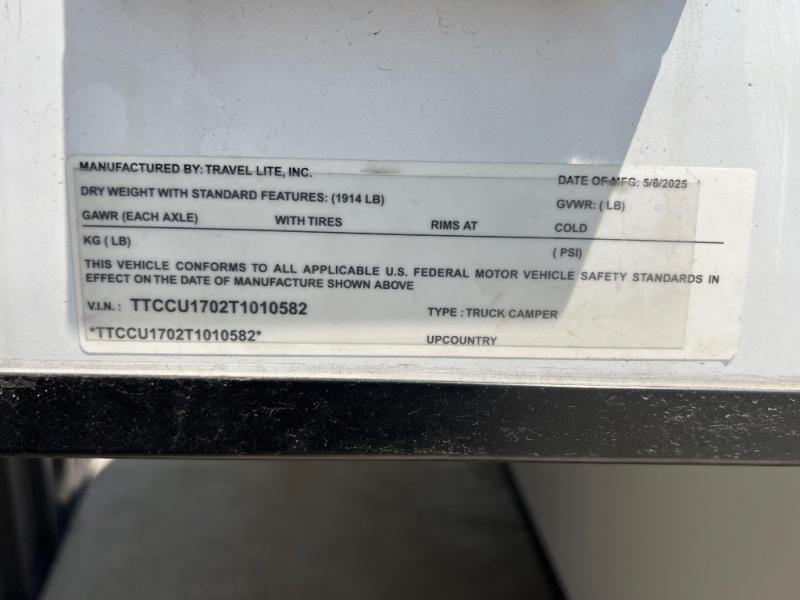 MANUFACTURED BY: TRAVEL LITE, INC. DATE OF MFG: 5/6/2025
DRY WEIGHT WITH STANDARD FEATURES: (1914 LB) GVWR: ( LB)
GAWR (EACH AXLE) WITH TIRES RIMS AT COLD
KG ( LB) ( PSI)
THIS VEHICLE CONFORMS TO ALL APPLICABLE U.S. FEDERAL MOTOR VEHICLE SAFETY STANDARDS IN
EFFECT ON THE DATE OF MANUFACTURE SHOWN ABOVE
V.I.N. : TTCCU1702T1010582 TYPE : TRUCK CAMPER
*TTCCU1702T1010582* UPCOUNTRY